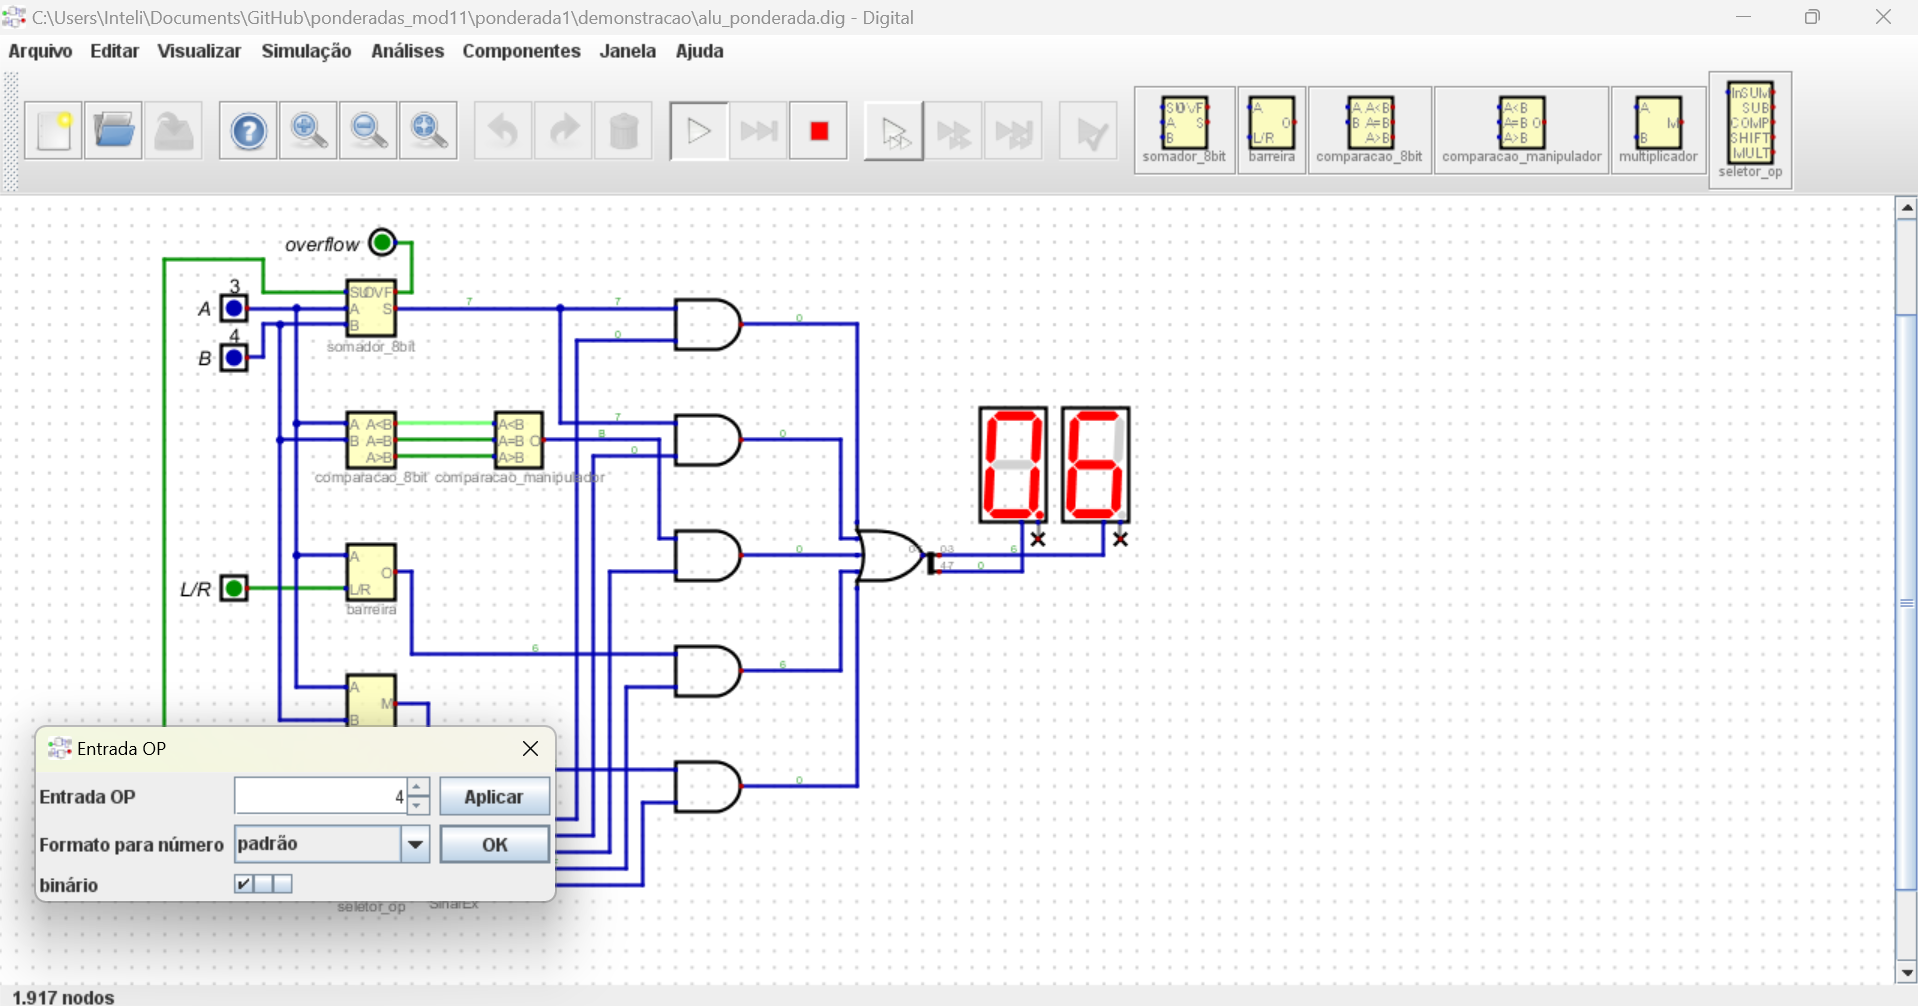 C:\Users\Inteli\Documents\GitHub\ponderadas_mod11\ponderada1\demonstracao\alu_ponderada.dig - Digital
Arquivo Editar Visualizar Simulação Análises Componentes Janela Ajuda
A S
B
somador_8bit
A
O
L/R
barreira
A A<B
B A=B
A>B
comparacao_8bit
A<B
A=B O
A>B
comparacao_manipulador
A
M
B
multiplicador
InSUM
SUB
COMP
SHIFT
MULT
seletor_op
overflow
3
A
4
B
A S
B
somador_8bit
7
7
0
0
A A<B
B A=B
A>B
comparacao_8bit
A<B
A=B O
A>B
comparacao_manipulador
7
8
0
0
06
0
03
47
6
0
L/R
A
O
L/R
barreira
6
6
A
M
B
0
Entrada OP
Entrada OP 4 Aplicar
Formato para número padrão OK
binário
seletor_op
1.917 nodos